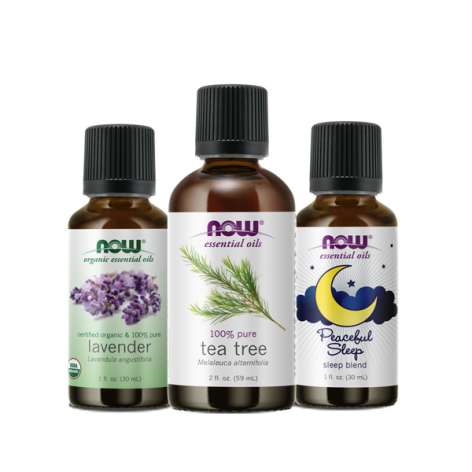 NOW®
organic essential oils
certified organic & 100% pure
lavender
Lavandula angustifolia
USDA
ORGANIC
1 fl. oz. (30 mL)
NOW®
essential oils
100% pure
tea tree
Melaleuca alternifolia
2 fl. oz. (59 mL)
NOW®
essential oils
Peaceful
Sleep
sleep blend
1 fl. oz. (30 mL)